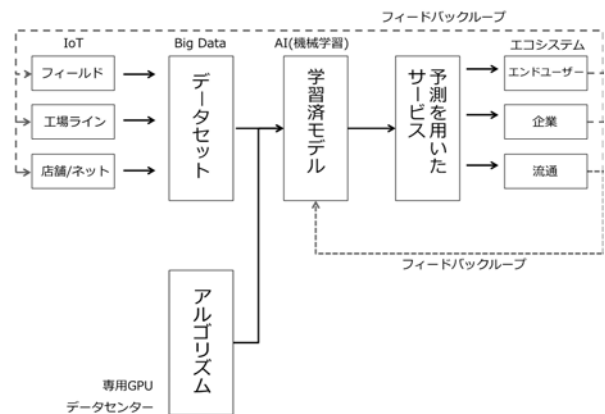 フィードバックループ
IoT
Big Data
AI(機械学習)
エコシステム
フィールド
工場ライン
店舗/ネット
データセット
学習済モデル
予測を用いた
サービス
エンドユーザー
企業
流通
フィードバックループ
アルゴリズム
専用GPU
データセンター